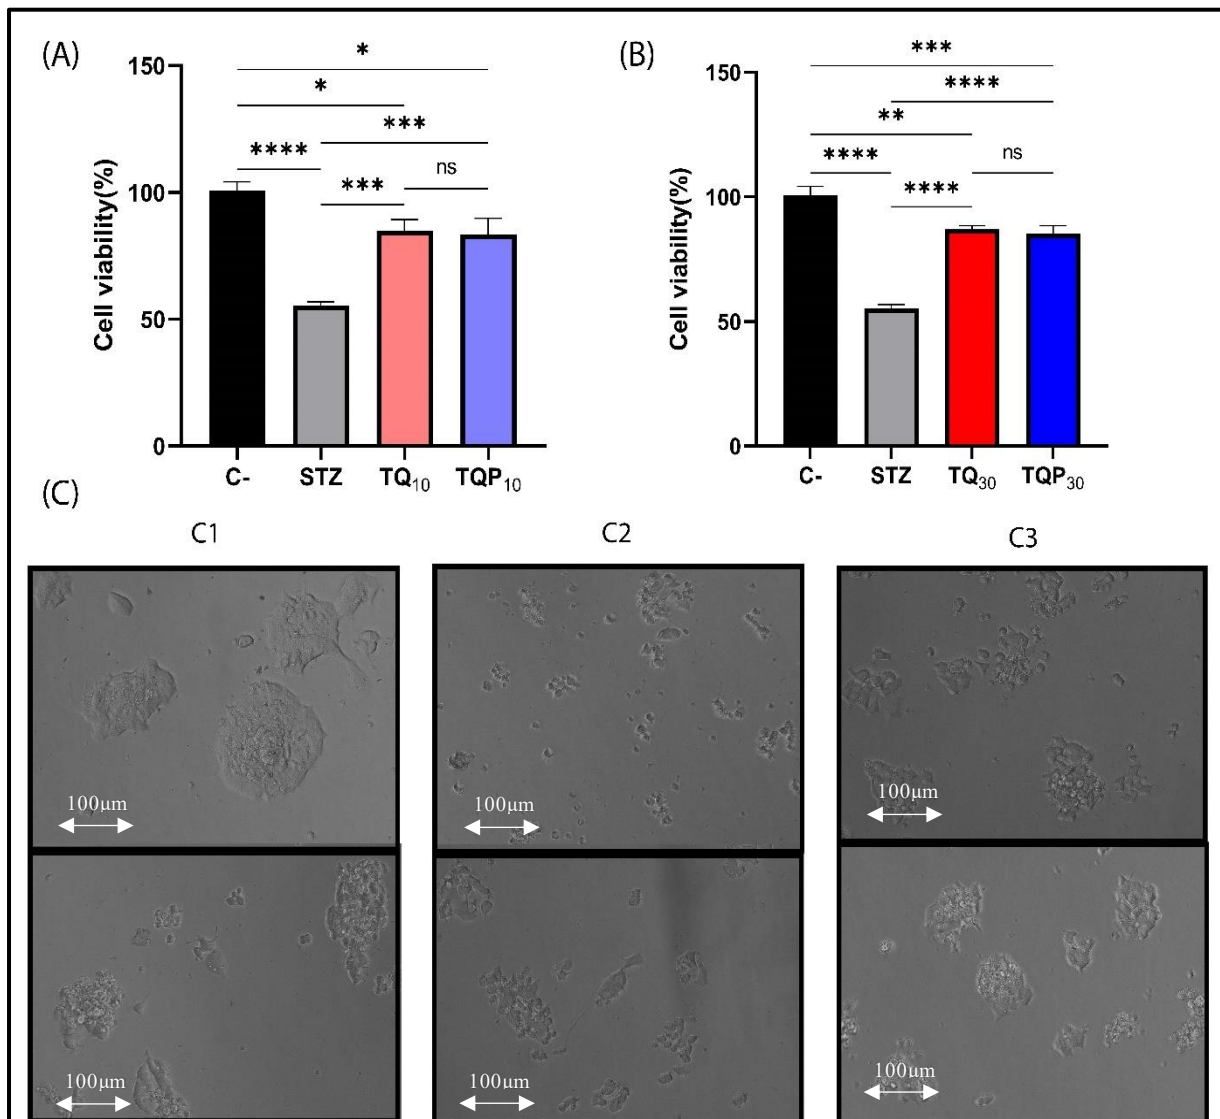 (A)
*
*
***
****
ns
***
150
100
50
0
Cell viability(%)
C- STZ TQ10 TQP10
(B)
***
****
**
****
ns
****
150
100
50
0
Cell viability(%)
C- STZ TQ30 TQP30
(C)
C1 C2 C3
100μm 100μm 100μm
100μm 100μm 100μm